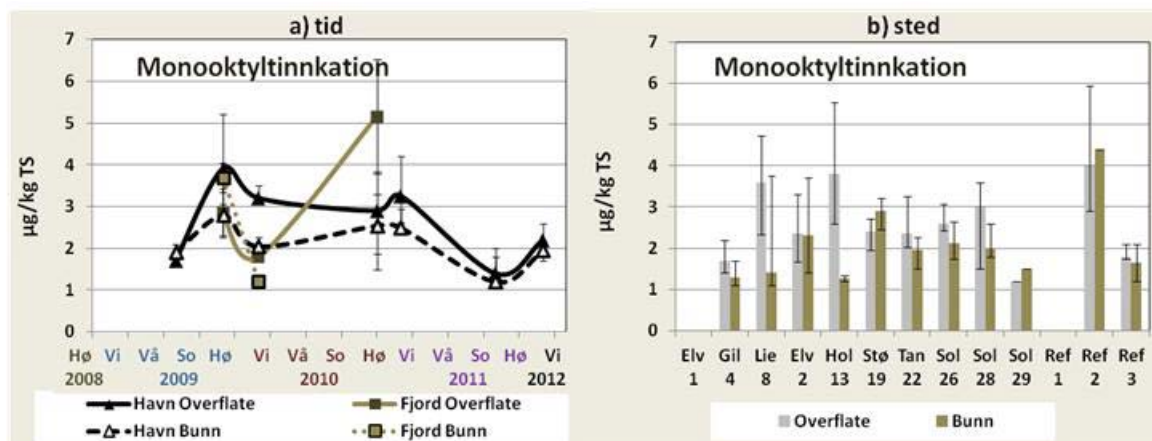 a) tid
Monooktyltinnkation
µg/kg TS
7
6
5
4
3
2
1
0
Hø Vi Vå So Hø Vi Vå So Hø Vi Vå So Hø Vi
2008 2009 2010 2011 2012
Havn Overflate Fjord Overflate
Havn Bunn Fjord Bunn
b) sted
Monooktyltinnkation
µg/kg TS
7
6
5
4
3
2
1
0
Elv Gil Lie Elv Hol Stø Tan Sol Sol Sol Ref Ref Ref
1 4 8 2 13 19 22 26 28 29 1 2 3
Overflate Bunn